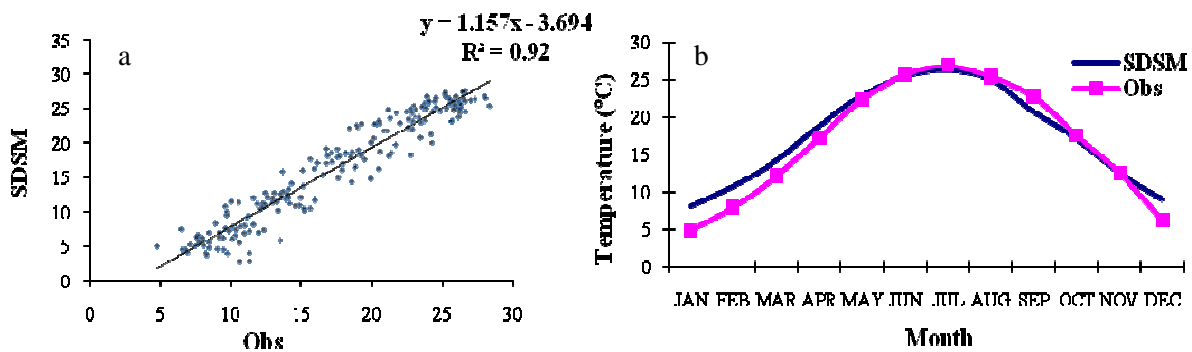 y = 1.157x - 3.694
R² = 0.92
a
35
30
25
20
15
10
5
0
SDSM
0 5 10 15 20 25 30
Obs
b
SDSM
Obs
30
25
20
15
10
5
0
Temperature (°C)
JAN FEB MAR APR MAY JUN JUL AUG SEP OCT NOV DEC
Month